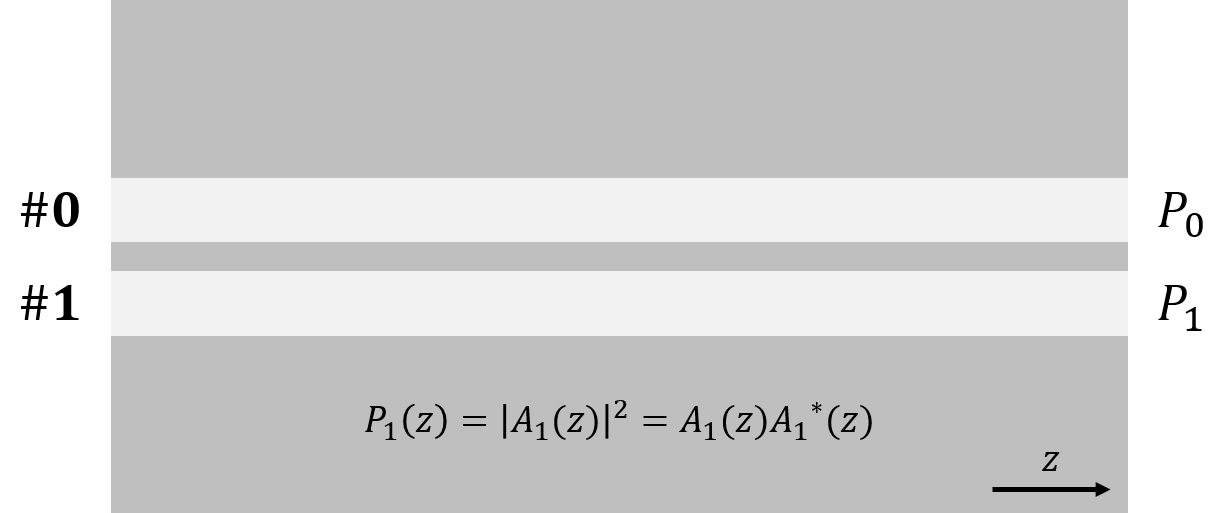 #0 P₀
#1 P₁
P₁(z) = |A₁(z)|² = A₁(z)A₁*(z)
z